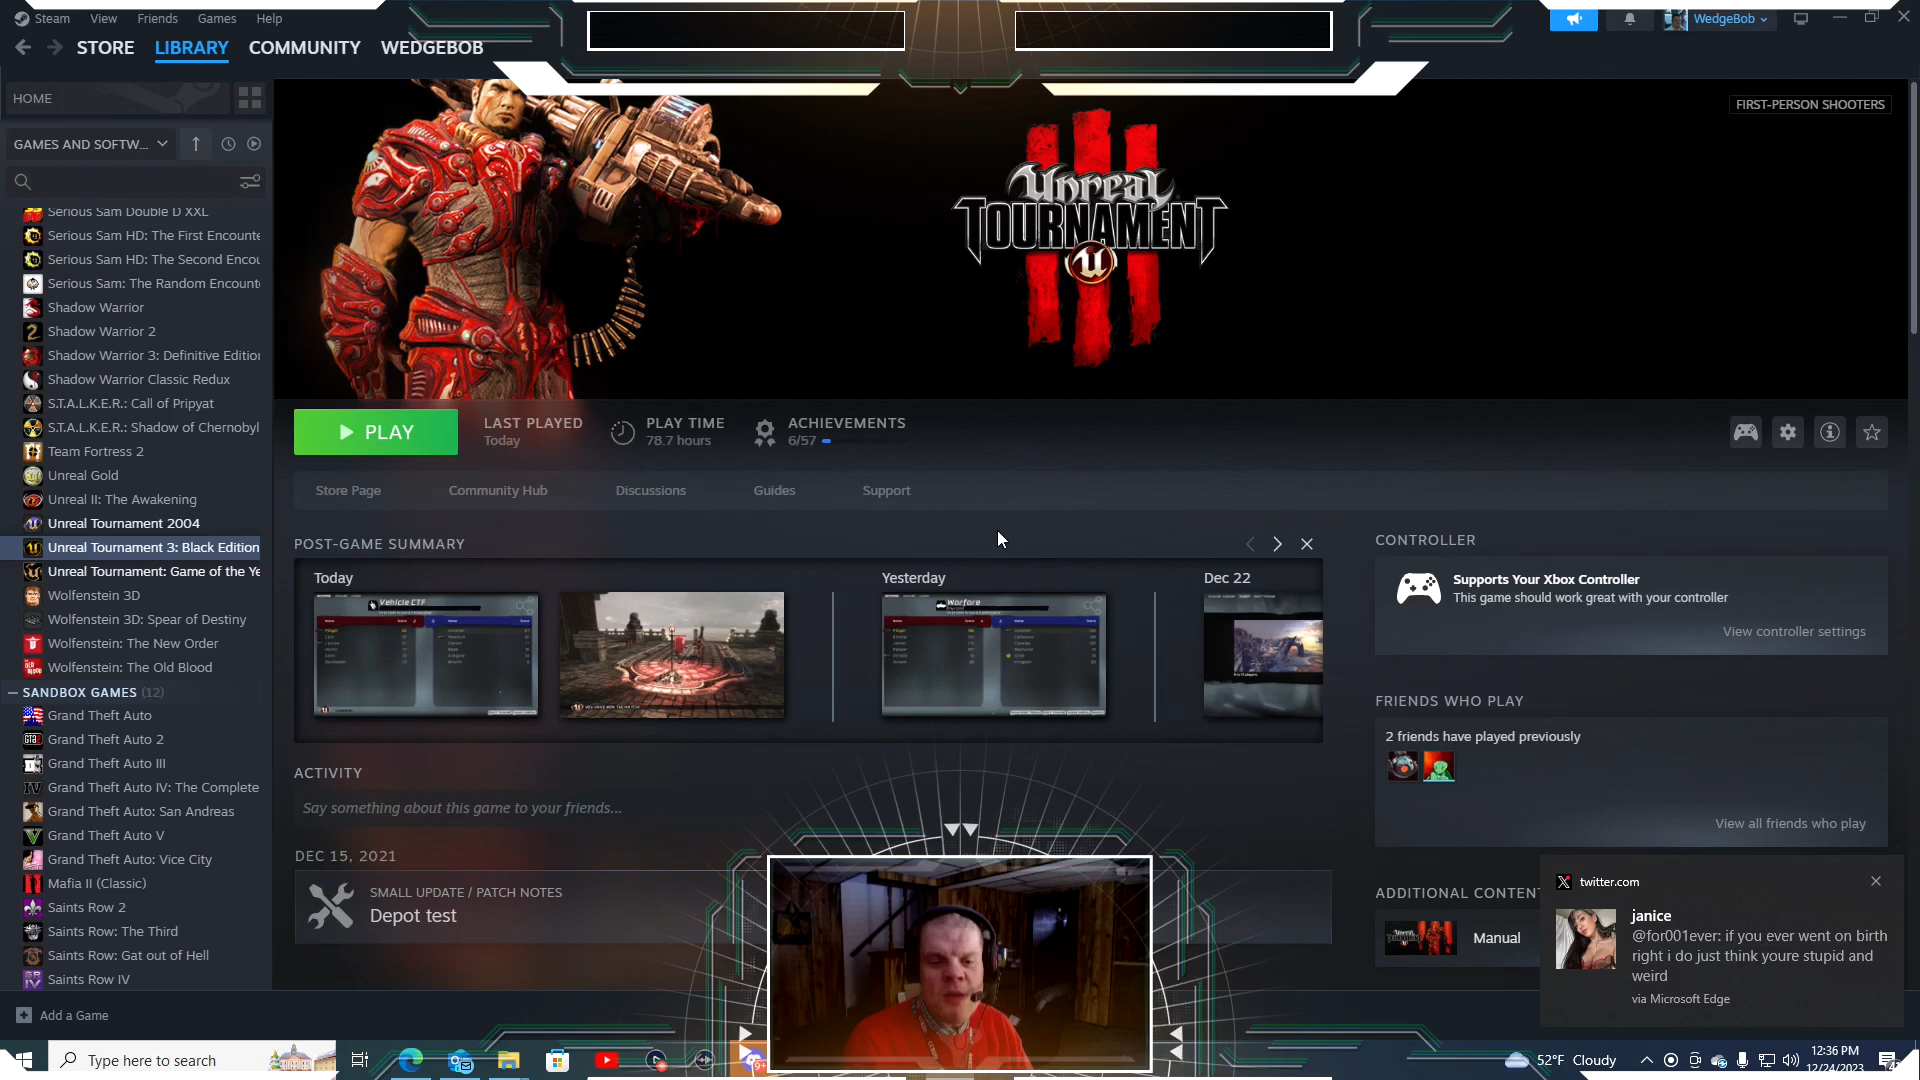 Steam View Friends Games Help
WedgeBob
STORE LIBRARY COMMUNITY WEDGEBOB
HOME
GAMES AND SOFTW...
Serious Sam Double D XXL
Serious Sam HD: The First Encounte
Serious Sam HD: The Second Encou
Serious Sam: The Random Encount
Shadow Warrior
Shadow Warrior 2
Shadow Warrior 3: Definitive Edition
Shadow Warrior Classic Redux
S.T.A.L.K.E.R.: Call of Pripyat
S.T.A.L.K.E.R.: Shadow of Chernobyl
Team Fortress 2
Unreal Gold
Unreal II: The Awakening
Unreal Tournament 2004
Unreal Tournament 3: Black Edition
Unreal Tournament: Game of the Ye
Wolfenstein 3D
Wolfenstein 3D: Spear of Destiny
Wolfenstein: The New Order
Wolfenstein: The Old Blood
SANDBOX GAMES (12)
Grand Theft Auto
Grand Theft Auto 2
Grand Theft Auto III
Grand Theft Auto IV: The Complete
Grand Theft Auto: San Andreas
Grand Theft Auto V
Grand Theft Auto: Vice City
Mafia II (Classic)
Saints Row 2
Saints Row: The Third
Saints Row: Gat out of Hell
Saints Row IV
Add a Game
FIRST-PERSON SHOOTERS
Unreal
TOURNAMENT
PLAY
LAST PLAYED
Today
PLAY TIME
78.7 hours
ACHIEVEMENTS
6/57
Store Page Community Hub Discussions Guides Support
POST-GAME SUMMARY
Today
Yesterday
Dec 22
Vehicle CTF
Warfare
ACTIVITY
Say something about this game to your friends...
DEC 15, 2021
SMALL UPDATE / PATCH NOTES
Depot test
CONTROLLER
Supports Your Xbox Controller
This game should work great with your controller
View controller settings
FRIENDS WHO PLAY
2 friends have played previously
View all friends who play
ADDITIONAL CONTENT
Manual
twitter.com
janice
@for001ever: if you ever went on birth
right i do just think youre stupid and
weird
via Microsoft Edge
Type here to search
52°F Cloudy
12:36 PM
12/24/2023